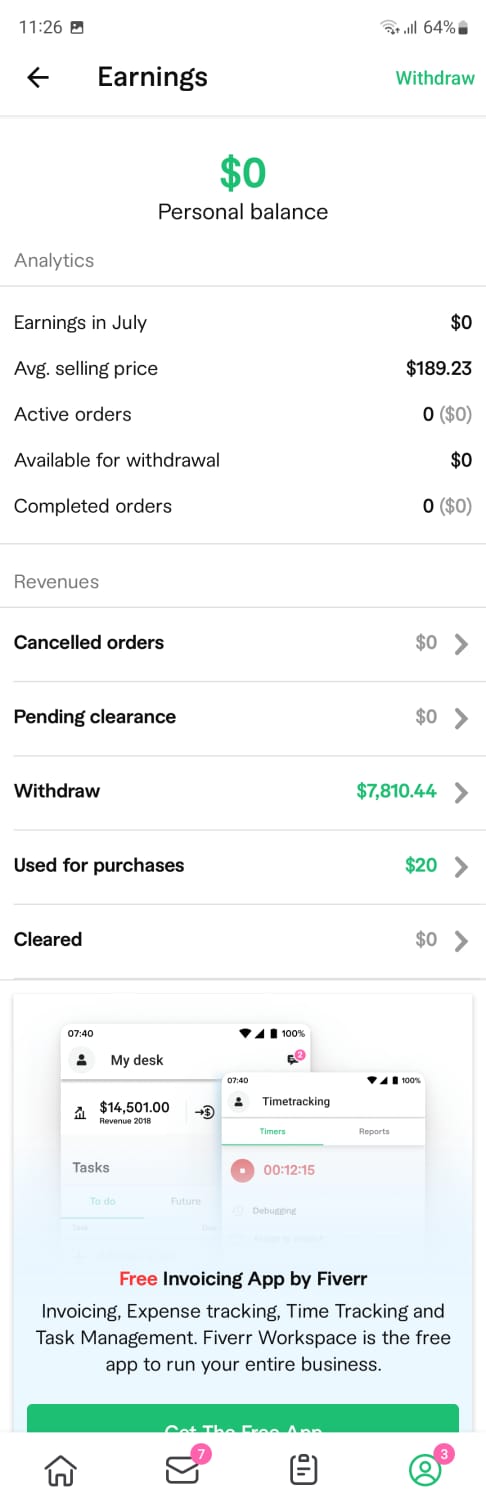 11:26 64%
Earnings Withdraw
$0
Personal balance
Analytics
Earnings in July $0
Avg. selling price $189.23
Active orders 0 ($0)
Available for withdrawal $0
Completed orders 0 ($0)
Revenues
Cancelled orders $0
Pending clearance $0
Withdraw $7,810.44
Used for purchases $20
Cleared $0
07:40 100%
My desk 2
07:40 100%
$14,501.00
Revenue 2018
Timetracking
Timers Reports
Tasks
00:12:15
To do Future
Debugging
Free Invoicing App by Fiverr
Invoicing, Expense tracking, Time Tracking and
Task Management. Fiverr Workspace is the free
app to run your entire business.
Get The Free App
7 3